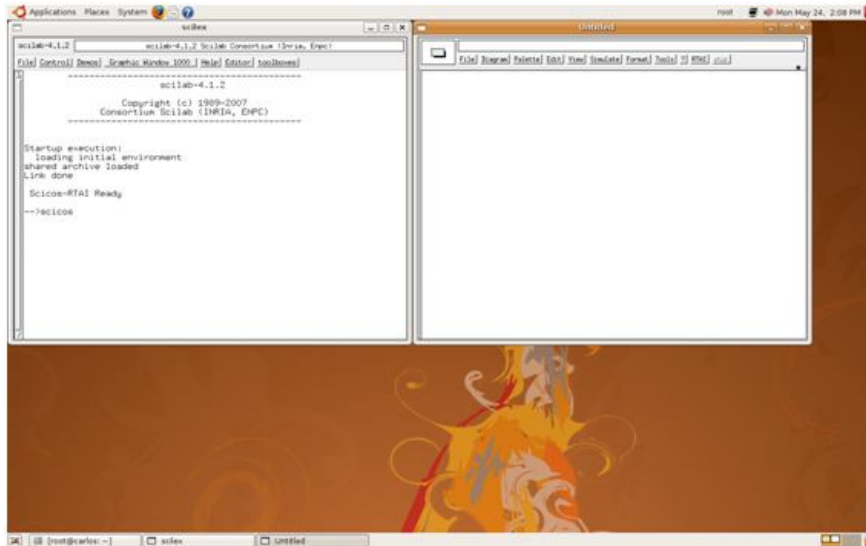 Applications Places System
root Mon May 24, 2:08 PM
scilex
scilab-4.1.2 scilab-4.1.2 Scilab Consortium (Inria, Enpc)
File Control Demos Graphic Window 1000 Help Editor toolboxes
scilab-4.1.2
Copyright (c) 1989-2007
Consortium Scilab (INRIA, ENPC)
Startup execution:
loading initial environment
shared archive loaded
Link done
Scicos-RTAI Ready
-->scicos
Untitled
File Diagram Palette Edit View Simulate Format Tools ? RTAI
[root@carlos: ~] scilex Untitled